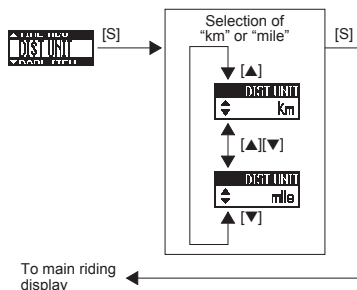 DIST UNIT
[S]
Selection of
“km” or “mile”
[S]
[▲]
DIST UNIT
Km
[▲][▼]
DIST UNIT
mile
[▼]
To main riding
display